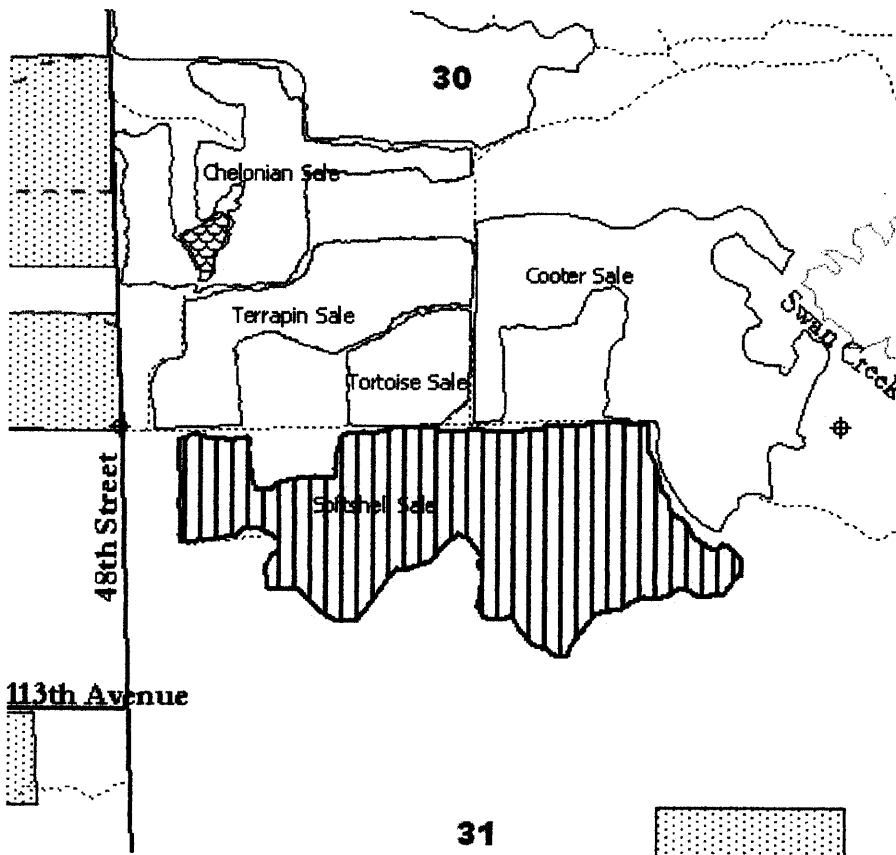 30
Chelonian Sale
Cooter Sale
Terrapin Sale
Swan Creek
Tortoise Sale
48th Street
Softshell Sale
113th Avenue
31